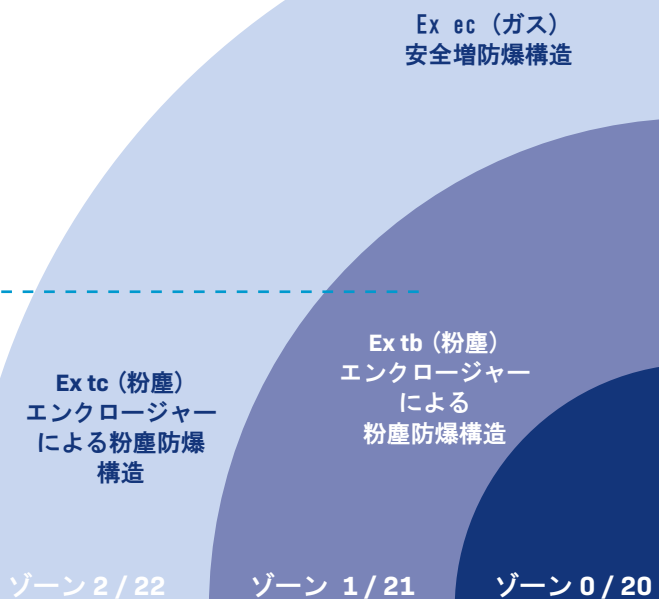 Ex ec（ガス）
安全増防爆構造
Ex tb（粉塵）
エンクロージャー
による
粉塵防爆構造
Ex tc（粉塵）
エンクロージャー
による粉塵防爆
構造
ゾーン 2 / 22
ゾーン 1 / 21
ゾーン 0 / 20